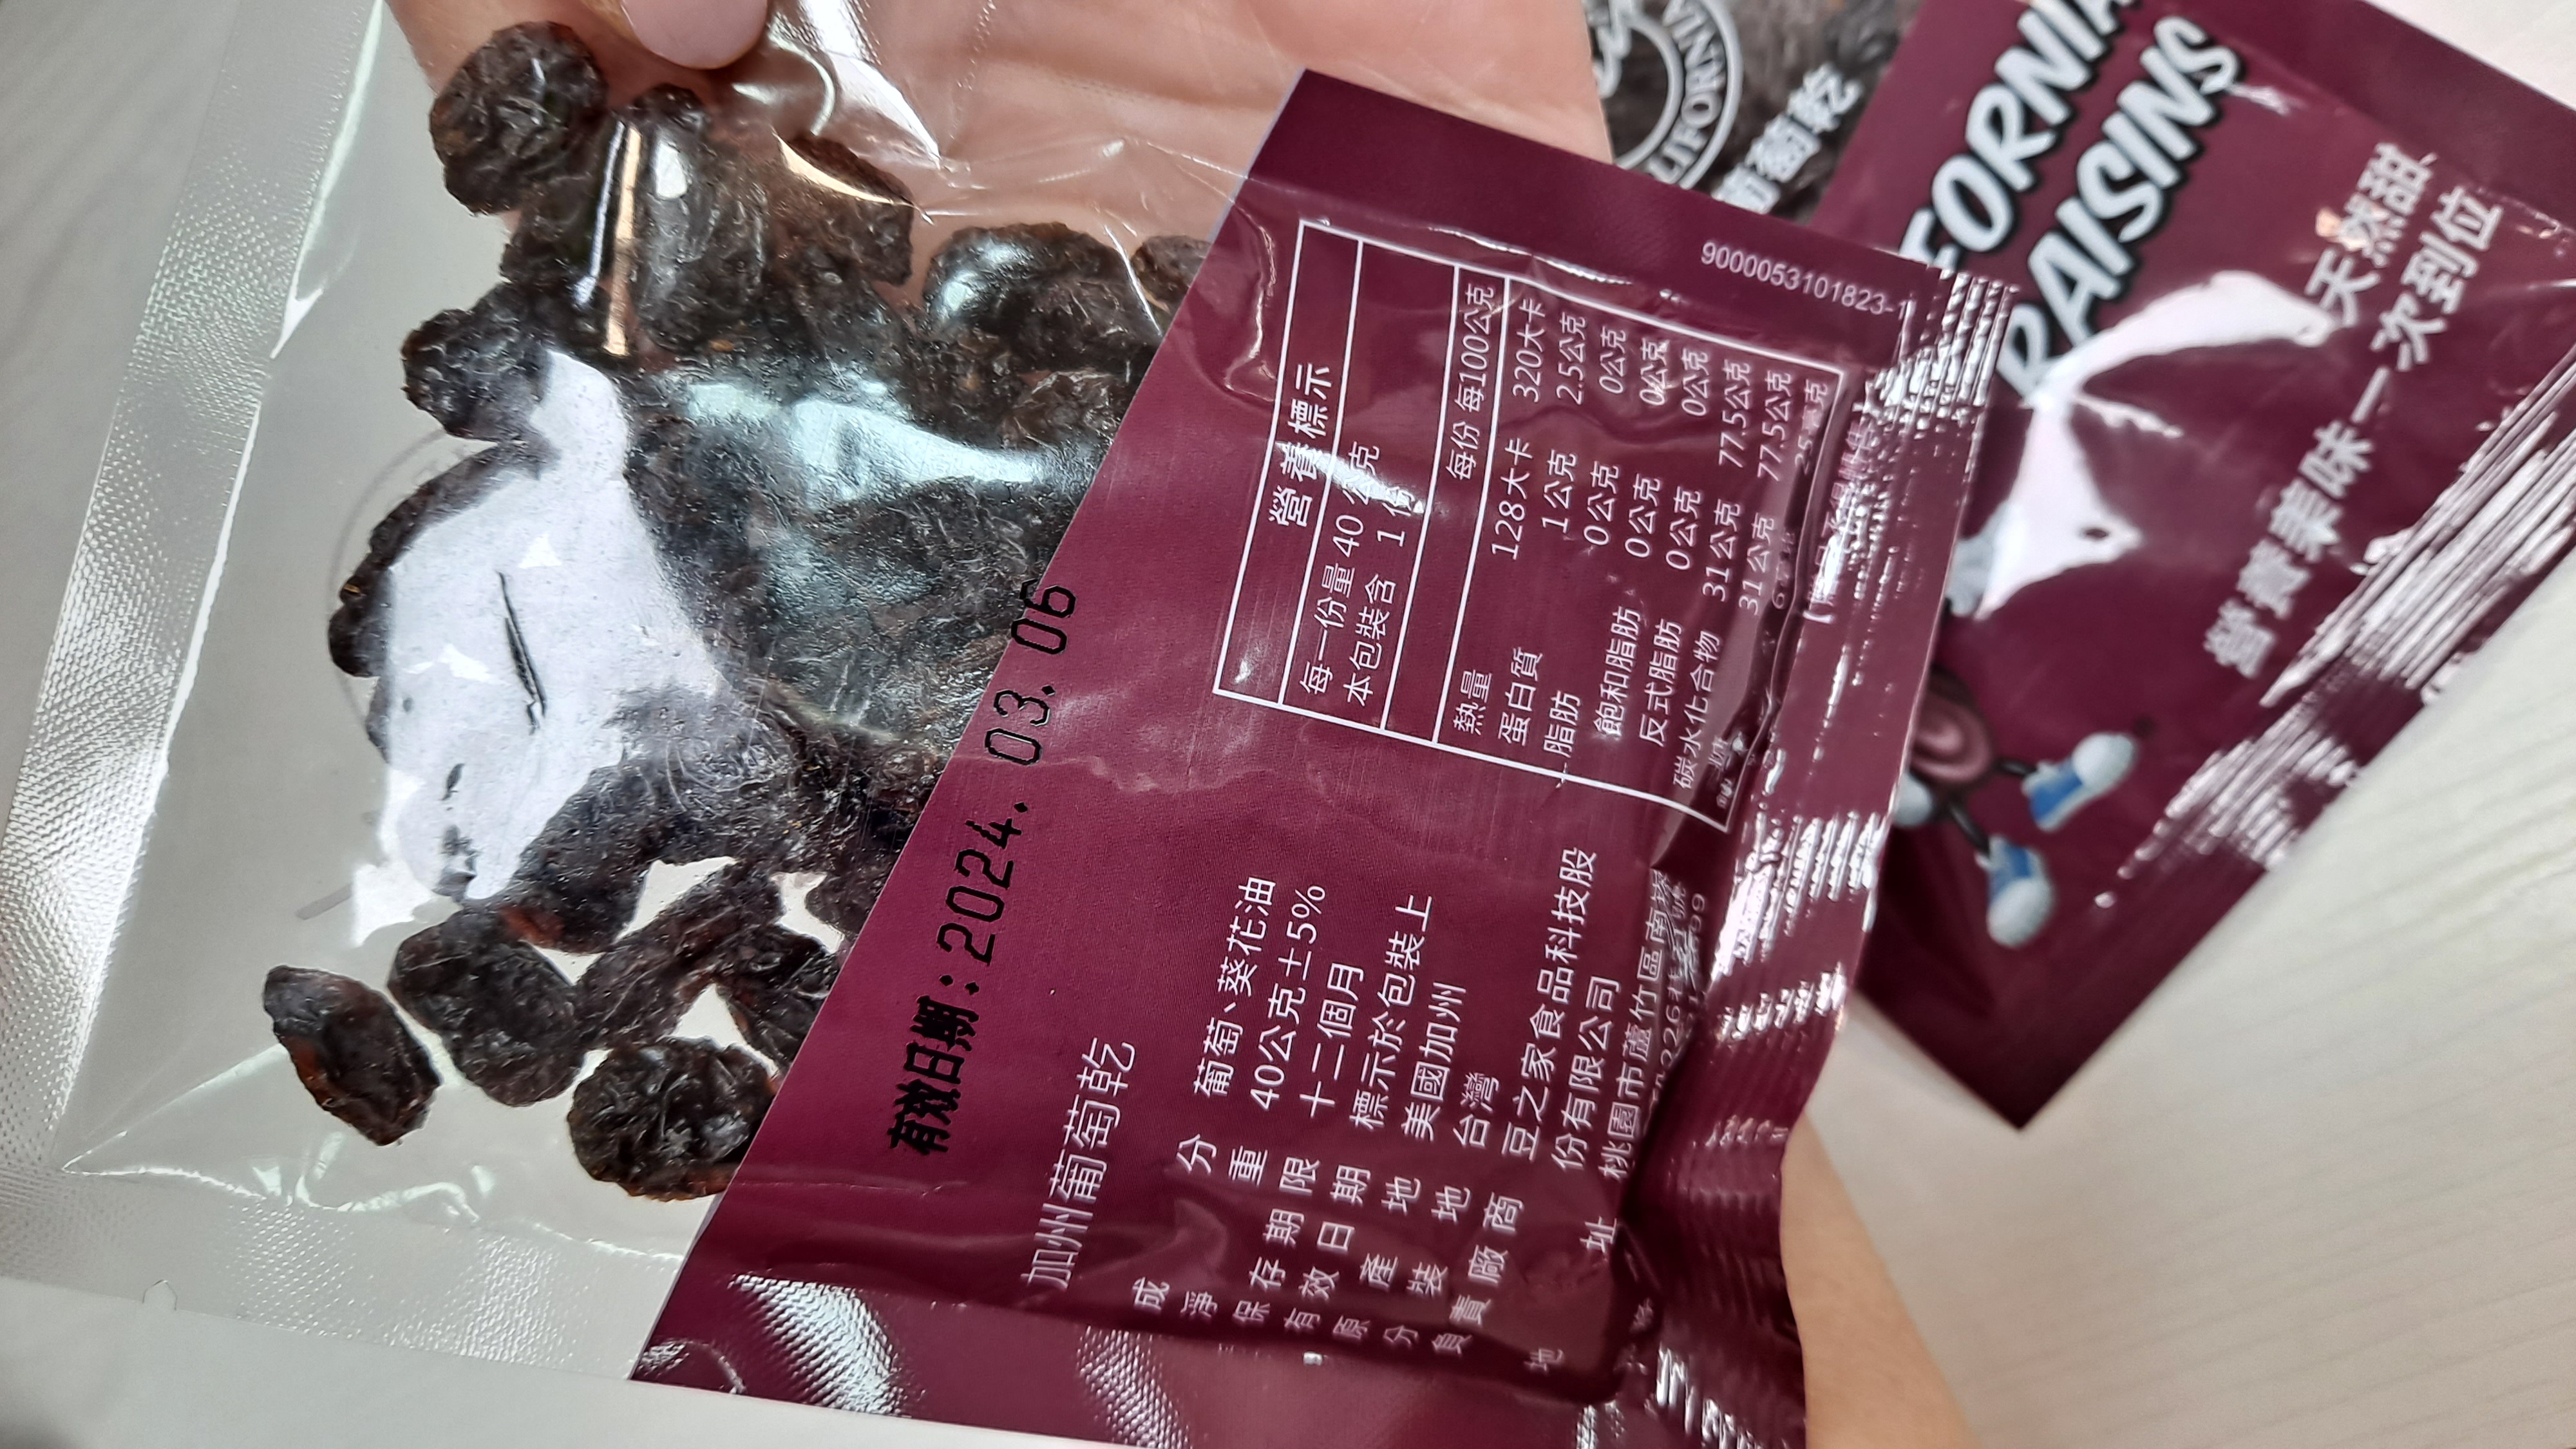 有效日期：2024. 03. 06
加州葡萄乾
成分 葡萄、葵花油
淨重 40公克±5%
保存期限 十二個月
有效日期 標示於包裝上
原產地 美國加州
分裝地 台灣
負責廠商 豆之家食品科技股
份有限公司
地址 桃園市蘆竹區南
營養標示
每一份量 40 公克
本包裝含 1 份
每份 每100公克
熱量 128大卡 320大卡
蛋白質 1公克 2.5公克
脂肪 0公克 0公克
飽和脂肪 0公克 0公克
反式脂肪 0公克 0公克
碳水化合物 31公克 77.5公克
31公克 77.5公克
9000053101823-1
LIFORNIA
葡萄乾
FORNIA
RAISINS
天然甜、
營養美味一次到位